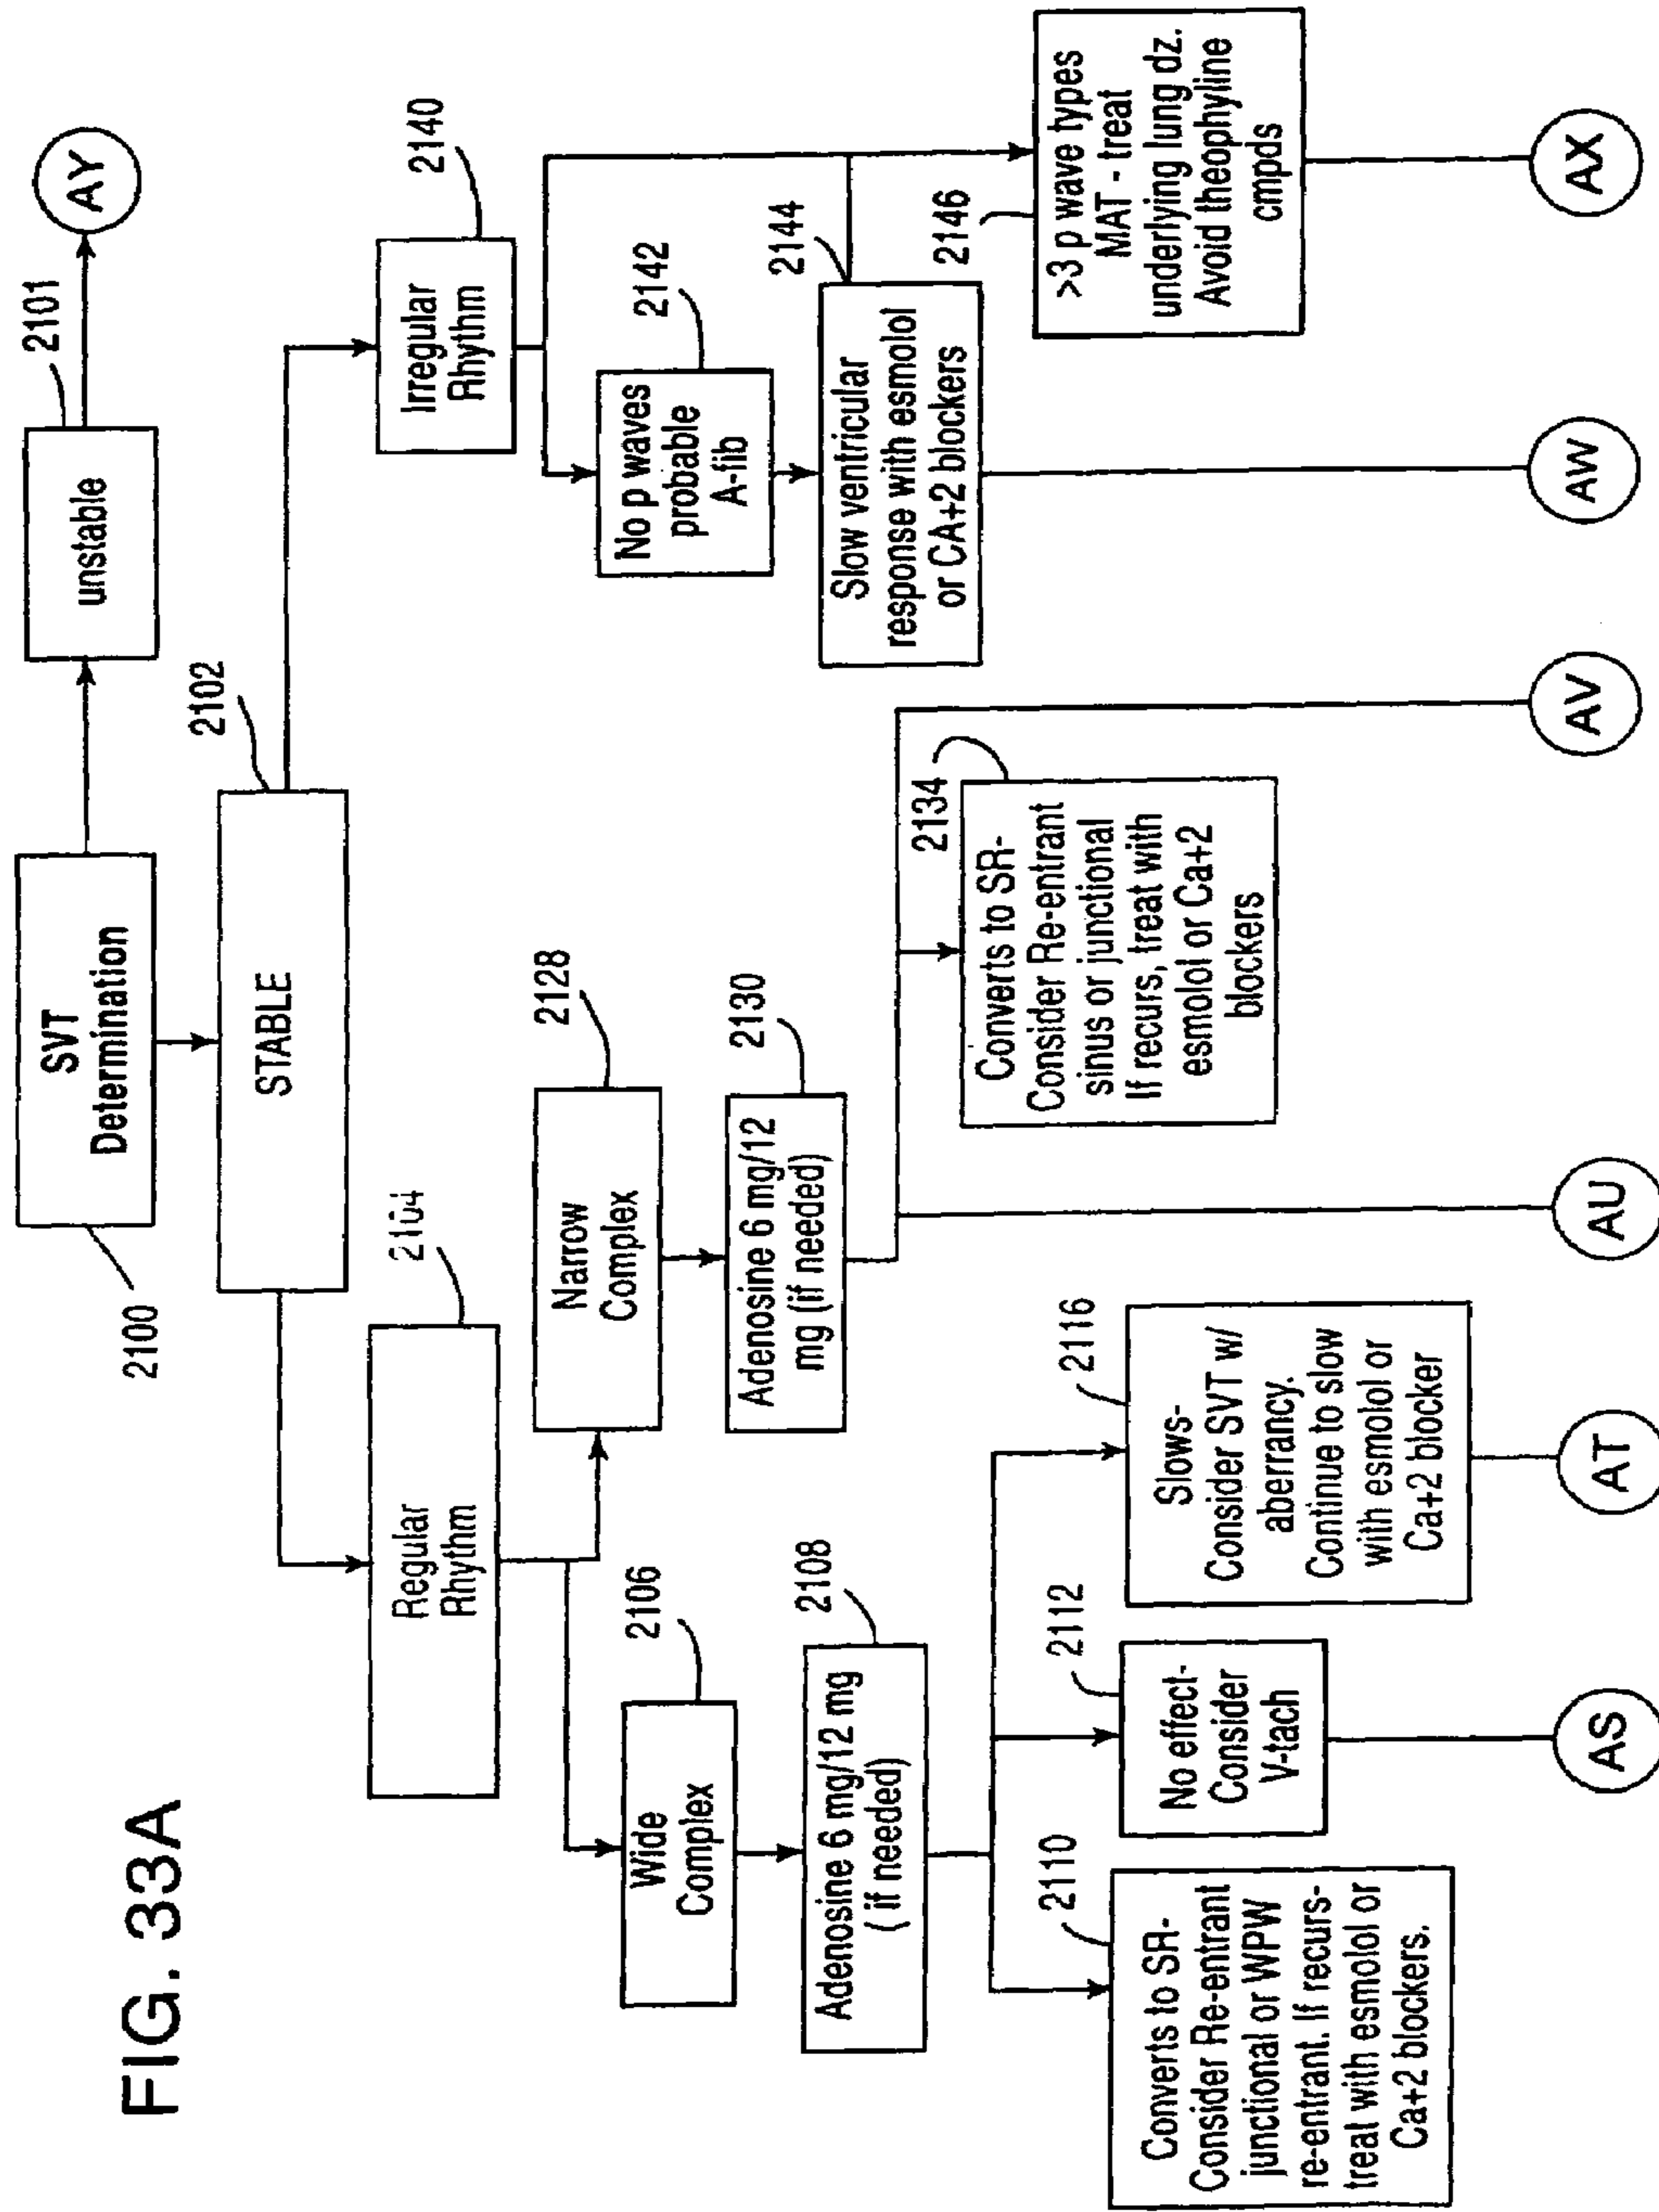 FIG. 33A
SVT
Determination
2100
unstable
2101
AY
STABLE
2102
Regular
Rhythm
2104
Irregular
Rhythm
2140
Wide
Complex
2106
Narrow
Complex
2128
No p waves
probable
A-fib
2142
Adenosine 6 mg/12 mg
( if needed)
2108
Adenosine 6 mg/12
mg (if needed)
2130
Slow ventricular
response with esmolol
or CA+2 blockers
2144
Converts to SR-
Consider Re-entrant
junctional or WPW
re-entrant. If recurs-
treat with esmolol or
Ca+2 blockers.
2110
No effect-
Consider
V-tach
2112
Slows-
Consider SVT w/
aberrancy.
Continue to slow
with esmolol or
Ca+2 blocker
2116
Converts to SR-
Consider Re-entrant
sinus or junctional
If recurs, treat with
esmolol or Ca+2
blockers
2134
>3 p wave types
MAT - treat
underlying lung dz.
Avoid theophyline
cmpds
2146
AS
AT
AU
AV
AW
AX